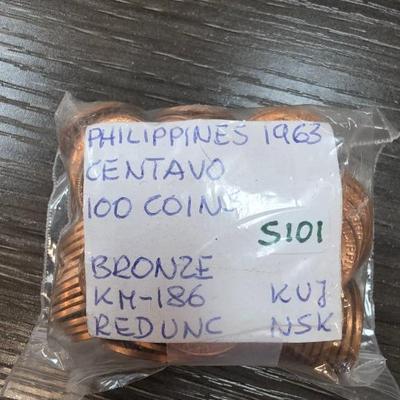 PHILIPPINES 1963
CENTAVO
100 COINS
S101
BRONZE
KM-186 KUJ
RED UNC NSK